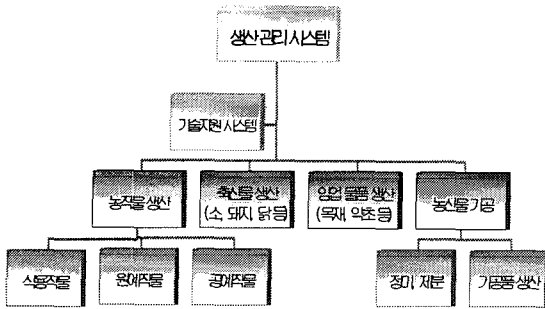 생산 관리 시스템
기술지원 시스템
농작물 생산
축산물 생산
(소, 돼지, 닭 등)
임업 물품 생산
(목재, 약초 등)
농산물 가공
식용작물
원예작물
공예작물
정미, 제분
가공품 생산